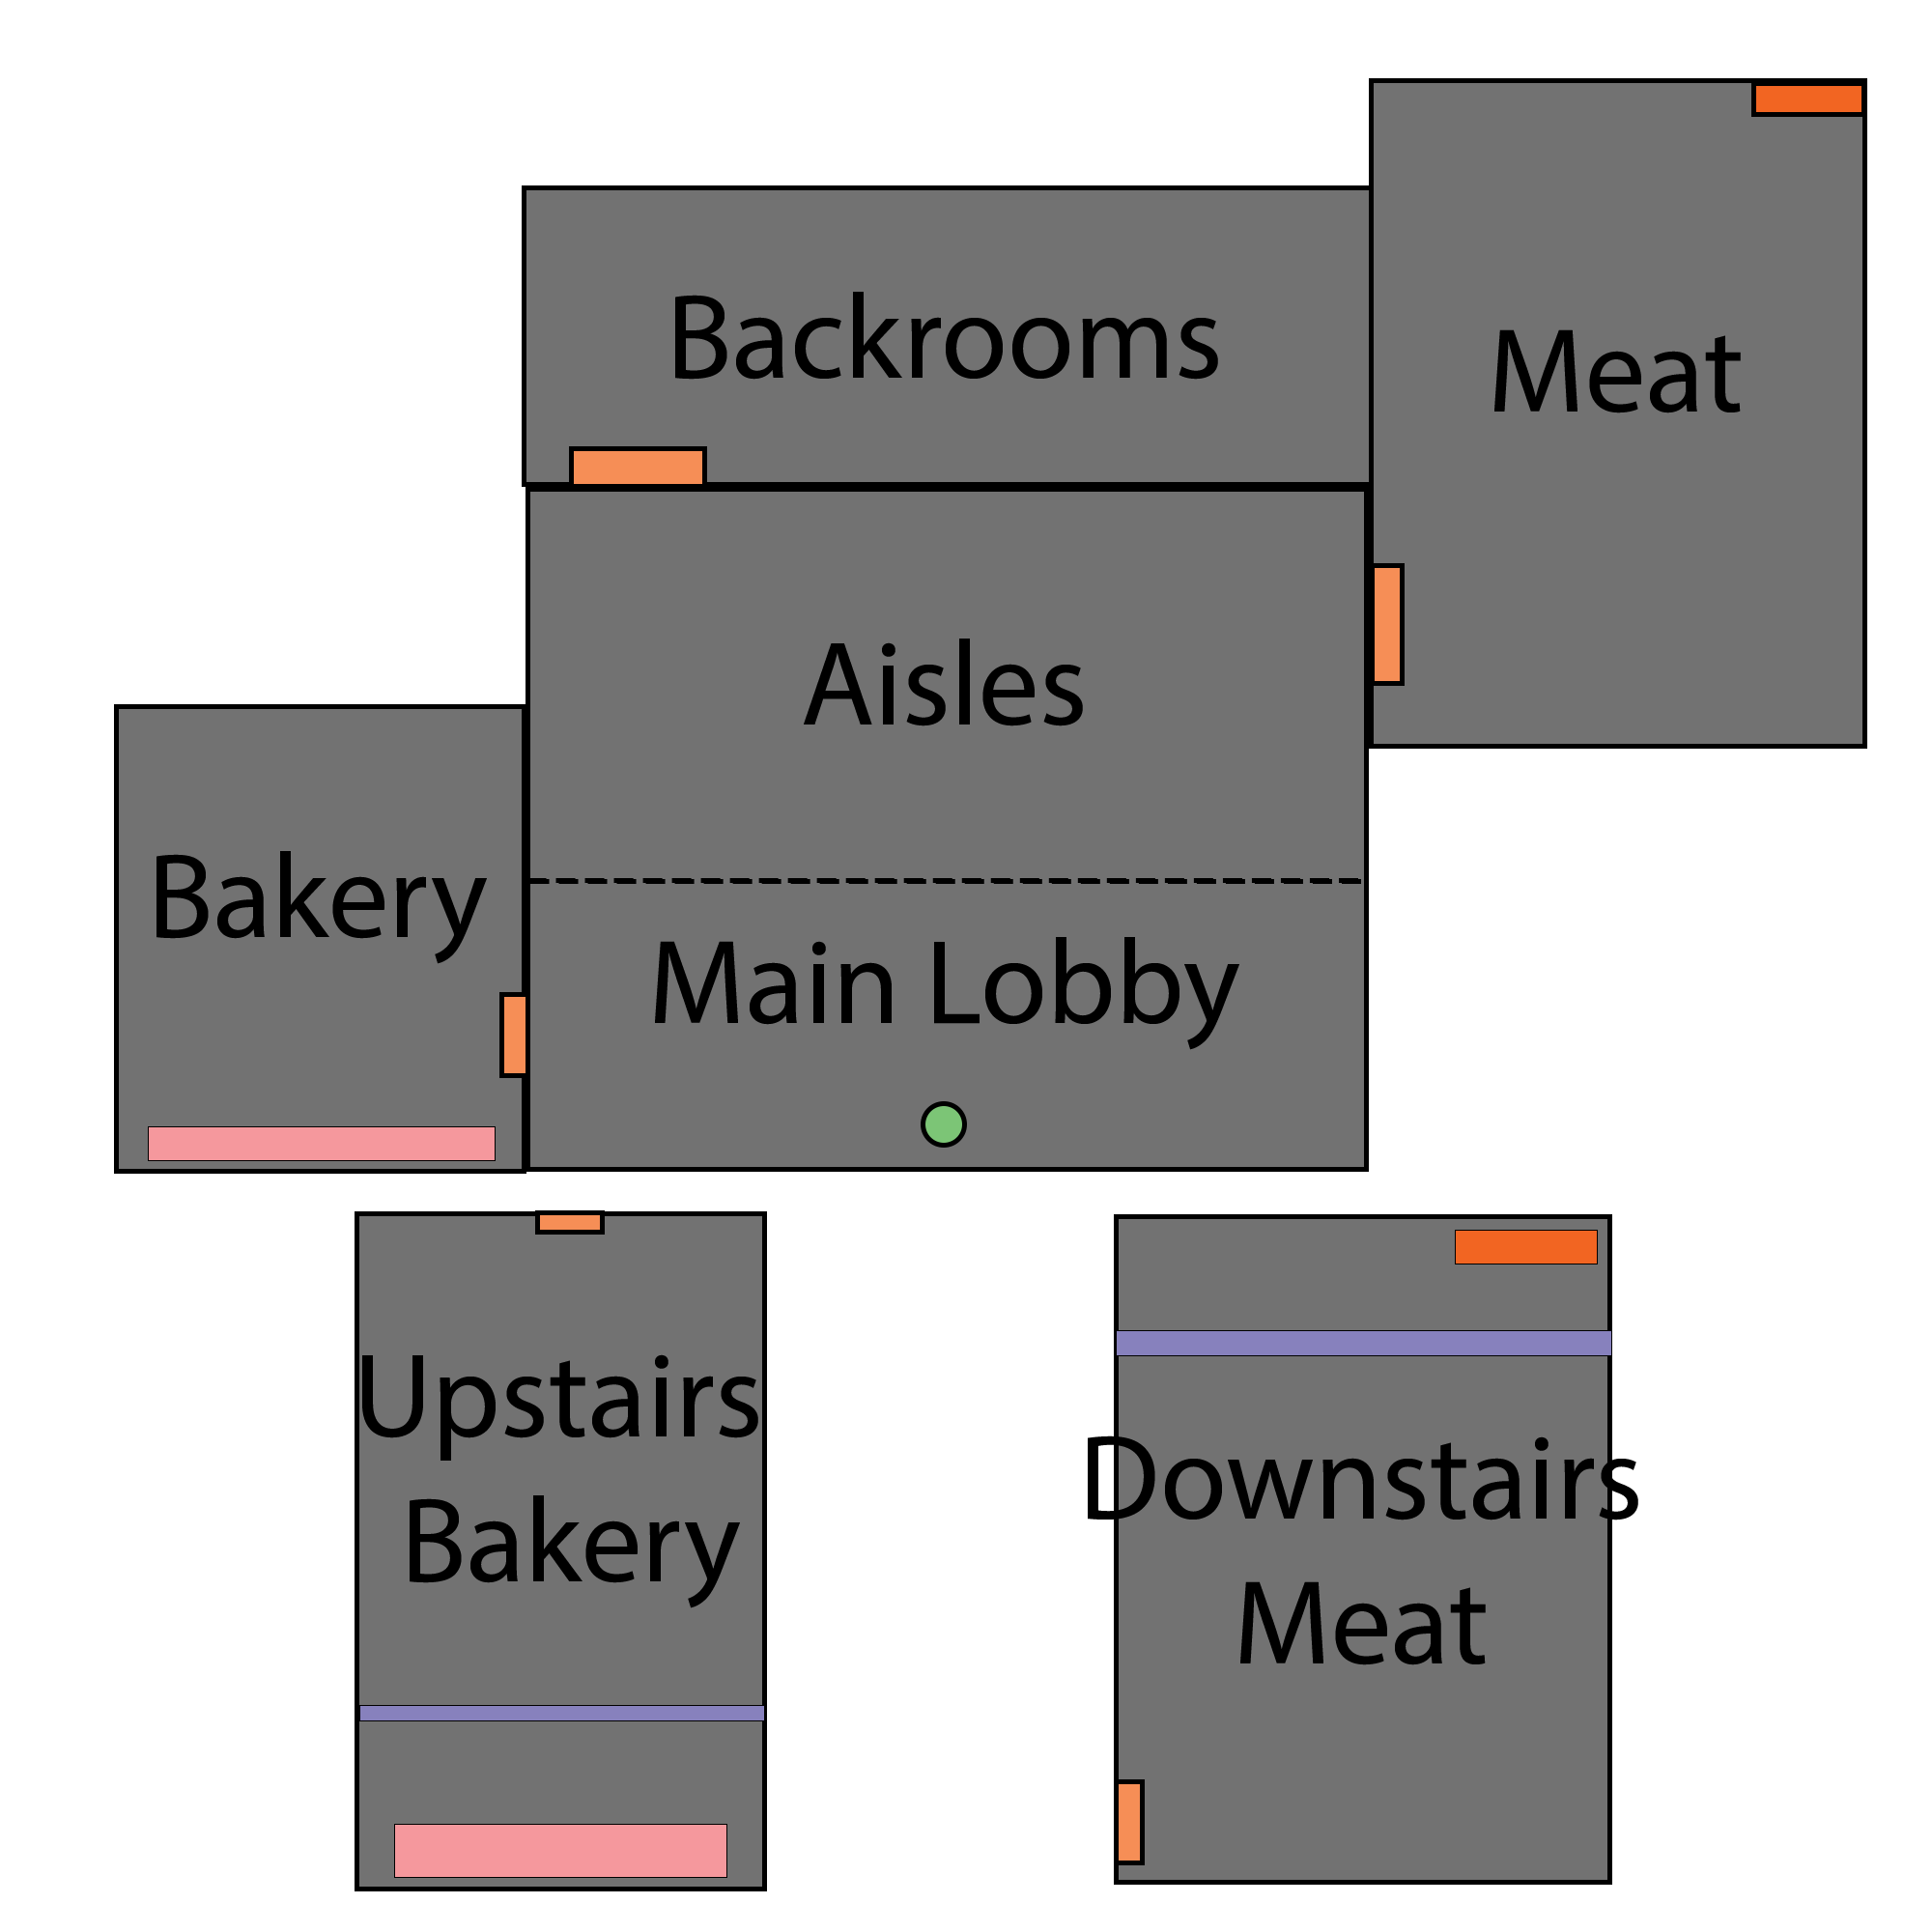 Backrooms
Meat
Aisles
Bakery
Main Lobby
Upstairs
Bakery
Downstairs
Meat